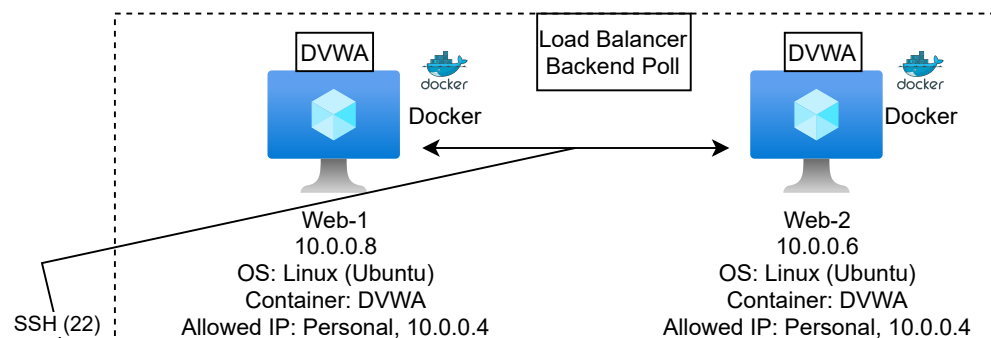 DVWA
docker
Docker
Load Balancer
Backend Poll
DVWA
docker
Docker
Web-1
10.0.0.8
OS: Linux (Ubuntu)
Container: DVWA
Allowed IP: Personal, 10.0.0.4
Web-2
10.0.0.6
OS: Linux (Ubuntu)
Container: DVWA
Allowed IP: Personal, 10.0.0.4
SSH (22)